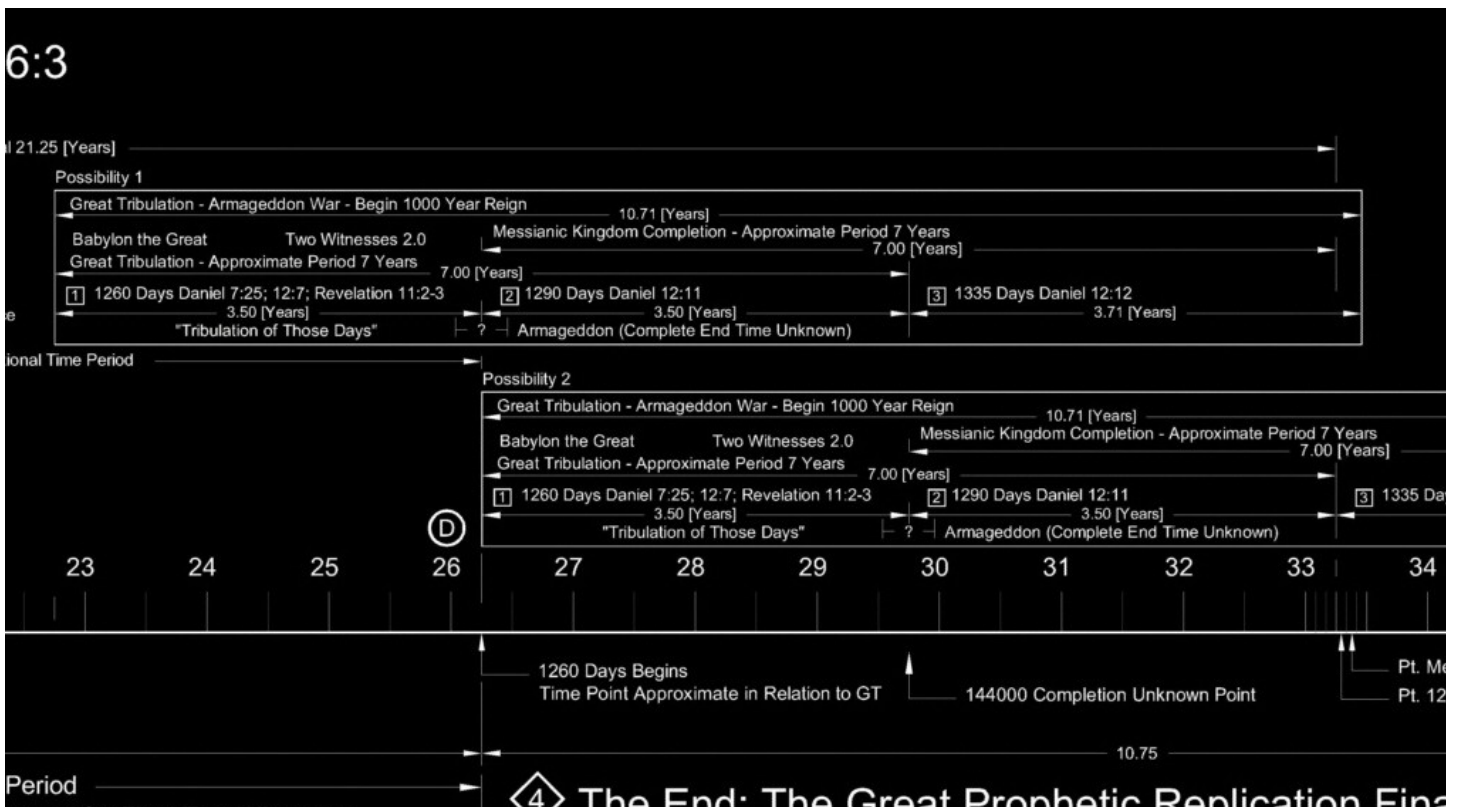 6:3
21.25 [Years]
Possibility 1
Great Tribulation - Armageddon War - Begin 1000 Year Reign
10.71 [Years]
Babylon the Great Two Witnesses 2.0
Messianic Kingdom Completion - Approximate Period 7 Years
7.00 [Years]
Great Tribulation - Approximate Period 7 Years
7.00 [Years]
1 1260 Days Daniel 7:25; 12:7; Revelation 11:2-3
2 1290 Days Daniel 12:11
3 1335 Days Daniel 12:12
3.50 [Years]
3.50 [Years]
3.71 [Years]
"Tribulation of Those Days"
?
Armageddon (Complete End Time Unknown)
Time Period
Possibility 2
Great Tribulation - Armageddon War - Begin 1000 Year Reign
10.71 [Years]
Babylon the Great Two Witnesses 2.0
Messianic Kingdom Completion - Approximate Period 7 Years
7.00 [Years]
Great Tribulation - Approximate Period 7 Years
7.00 [Years]
1 1260 Days Daniel 7:25; 12:7; Revelation 11:2-3
2 1290 Days Daniel 12:11
3 1335
3.50 [Years]
3.50 [Years]
"Tribulation of Those Days"
?
Armageddon (Complete End Time Unknown)
D
23 24 25 26 27 28 29 30 31 32 33 34
1260 Days Begins
Time Point Approximate in Relation to GT
144000 Completion Unknown Point
Pt.
Pt. 12
10.75
Period
4 The End: The Great Prophetic Replication